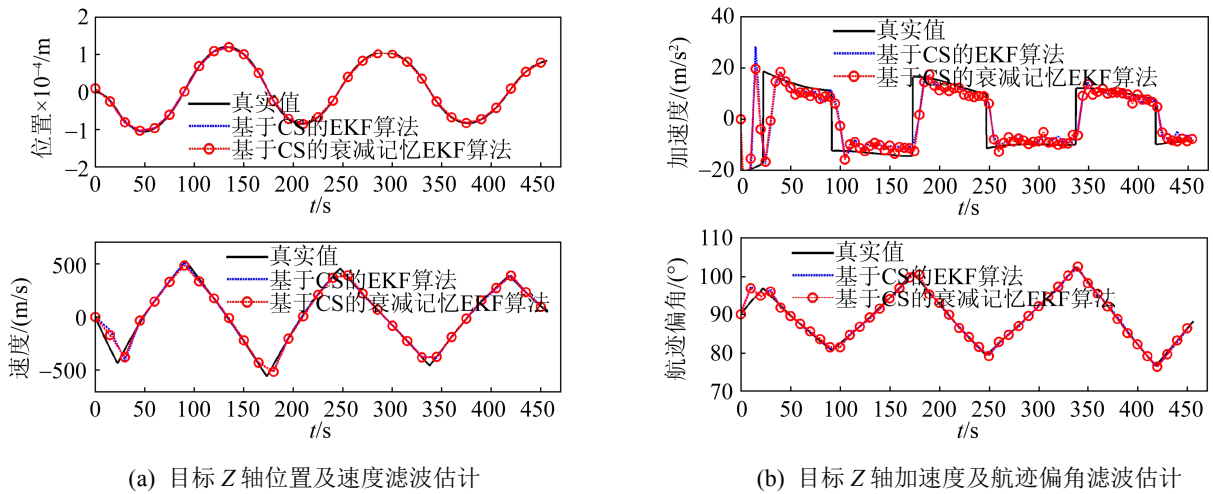 2
1
0
−1
−2
位置×10⁻⁴/m
真实值
基于CS的EKF算法
基于CS的衰减记忆EKF算法
0 50 100 150 200 250 300 350 400 450
t/s
500
0
−500
速度/(m/s)
真实值
基于CS的EKF算法
基于CS的衰减记忆EKF算法
0 50 100 150 200 250 300 350 400 450
t/s
(a) 目标 Z 轴位置及速度滤波估计
40
20
0
−20
加速度/(m/s²)
真实值
基于CS的EKF算法
基于CS的衰减记忆EKF算法
0 50 100 150 200 250 300 350 400 450
t/s
110
100
90
80
70
航迹偏角/(°)
真实值
基于CS的EKF算法
基于CS的衰减记忆EKF算法
0 50 100 150 200 250 300 350 400 450
t/s
(b) 目标 Z 轴加速度及航迹偏角滤波估计